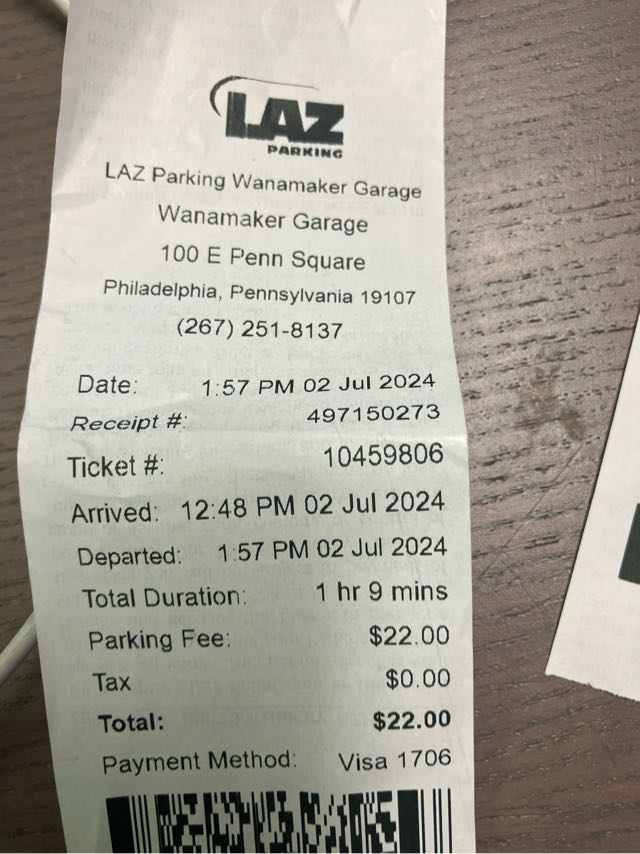 LAZ
PARKING
LAZ Parking Wanamaker Garage
Wanamaker Garage
100 E Penn Square
Philadelphia, Pennsylvania 19107
(267) 251-8137
Date: 1:57 PM 02 Jul 2024
Receipt #: 497150273
Ticket #: 10459806
Arrived: 12:48 PM 02 Jul 2024
Departed: 1:57 PM 02 Jul 2024
Total Duration: 1 hr 9 mins
Parking Fee: $22.00
Tax $0.00
Total: $22.00
Payment Method: Visa 1706